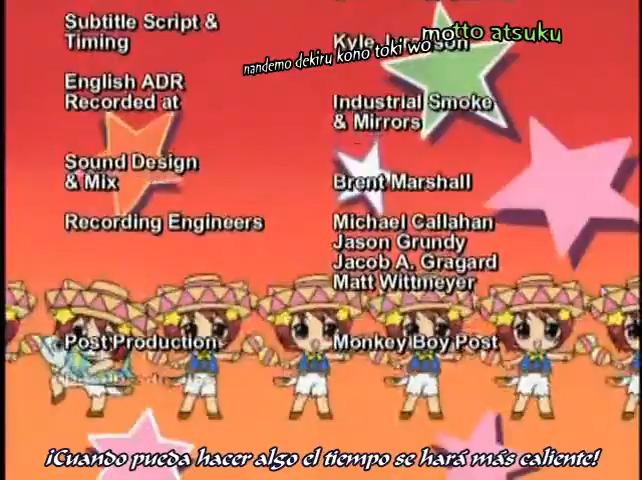 Subtitle Script &
Timing
Kyle
motto atsuku
nandemo dekiru kono toki wo
English ADR
Recorded at
Industrial Smoke
& Mirrors
Sound Design
& Mix
Brent Marshall
Recording Engineers
Michael Callahan
Jason Grundy
Jacob A. Gragard
Matt Wittmeyer
Post Production
Monkey Boy Post
¡Cuando pueda hacer algo el tiempo se hará más caliente!